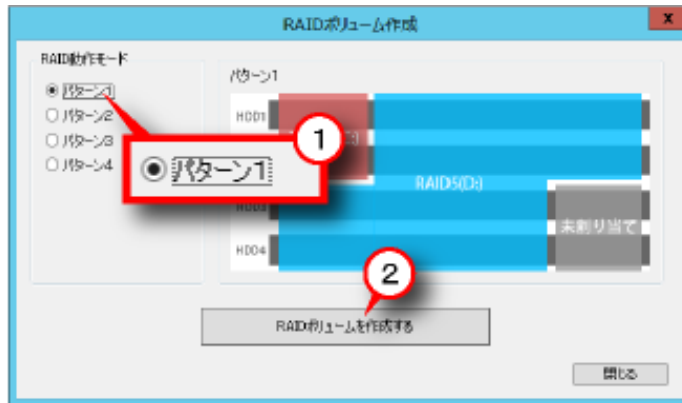 RAIDボリューム作成
x
RAID動作モード
パターン1
パターン2
パターン3
パターン4
パターン1
パターン1
HDD1
1
RAID5(D:)
HDD3
未割り当て
HDD4
2
RAIDボリュームを作成する
閉じる